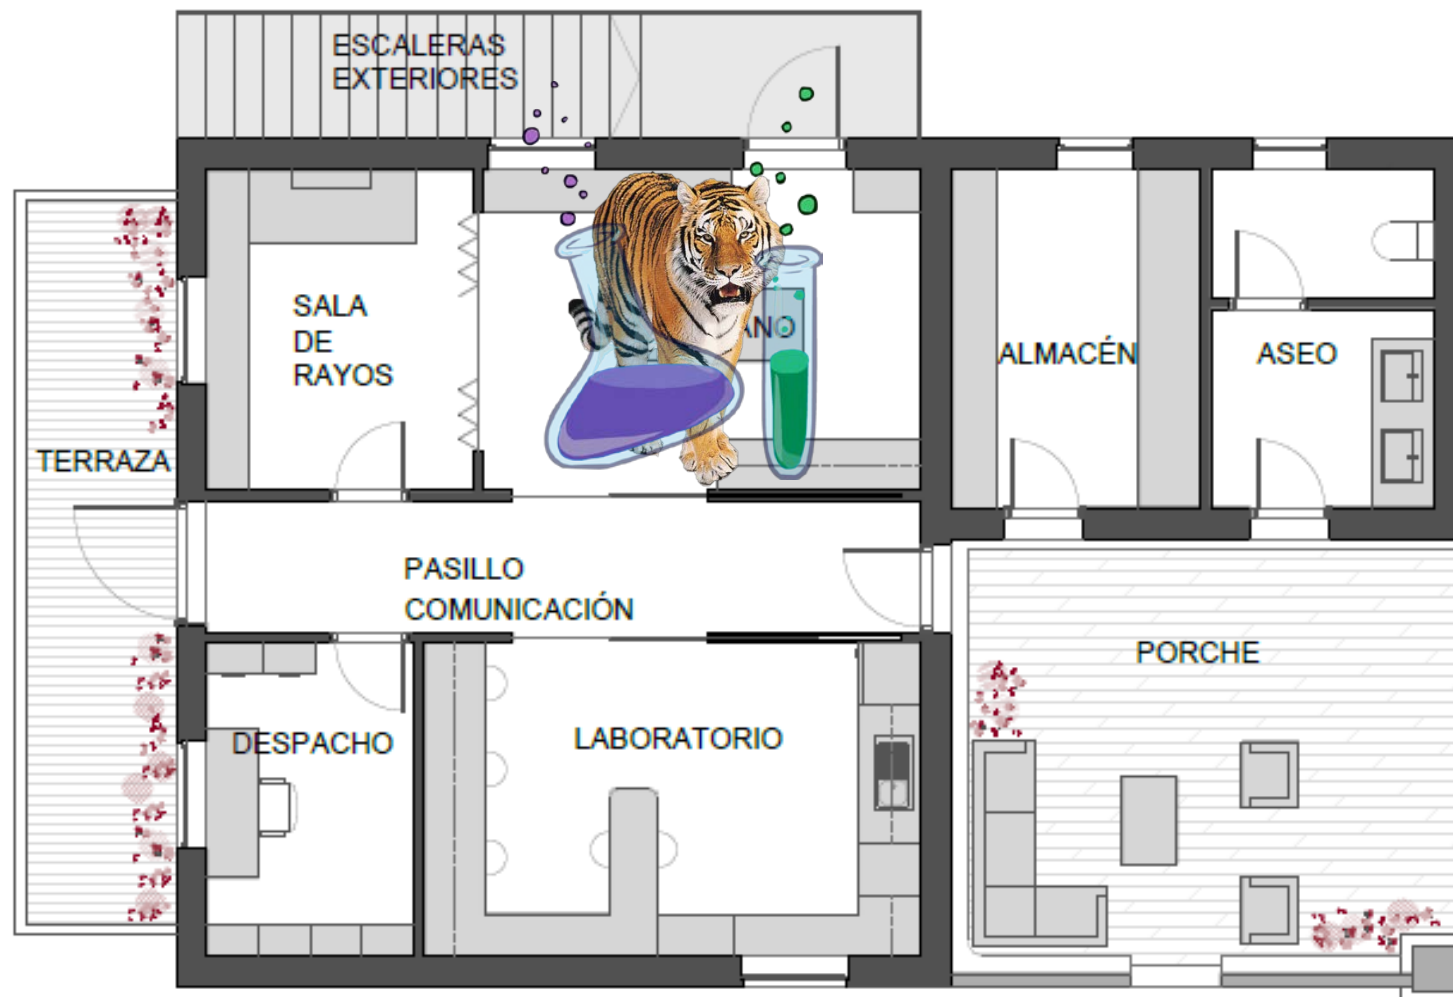 ESCALERAS
EXTERIORES
SALA
DE
RAYOS
ALMACÉN
ASEO
TERRAZA
PASILLO
COMUNICACIÓN
PORCHE
DESPACHO
LABORATORIO